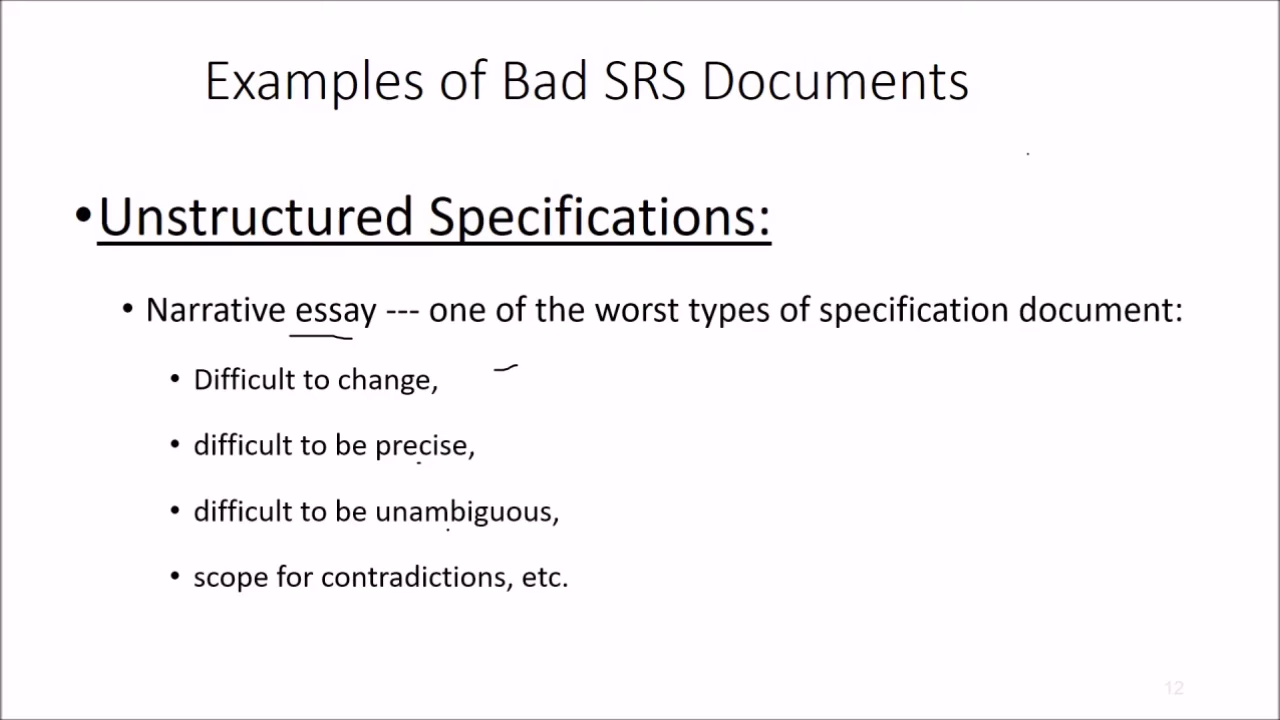 Examples of Bad SRS Documents
•Unstructured Specifications:
• Narrative essay --- one of the worst types of specification document:
• Difficult to change,
• difficult to be precise,
• difficult to be unambiguous,
• scope for contradictions, etc.
12